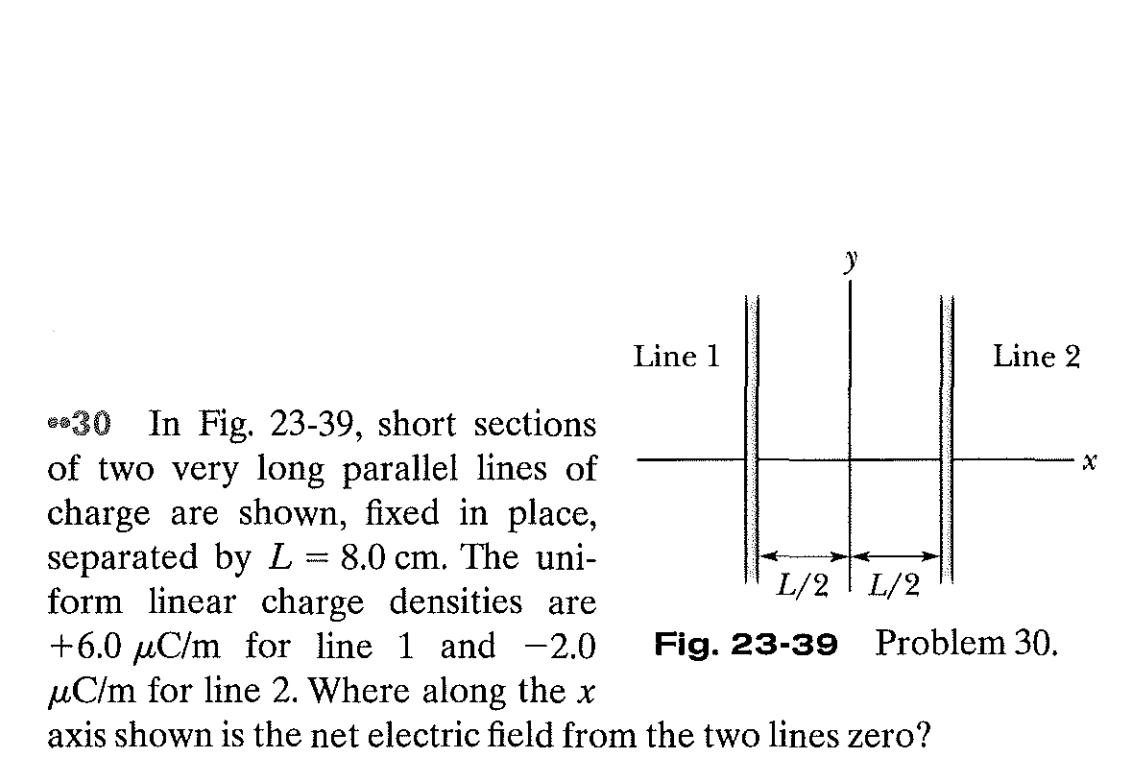 y
Line 1
Line 2
x
L/2
L/2
Fig. 23-39 Problem 30.
••30 In Fig. 23-39, short sections
of two very long parallel lines of
charge are shown, fixed in place,
separated by L = 8.0 cm. The uni-
form linear charge densities are
+6.0 μC/m for line 1 and −2.0
μC/m for line 2. Where along the x
axis shown is the net electric field from the two lines zero?